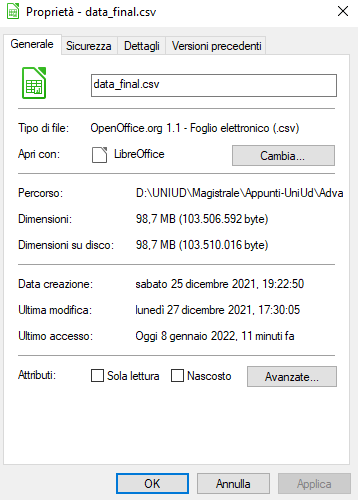 Proprietà - data_final.csv
Generale Sicurezza Dettagli Versioni precedenti
data_final.csv
Tipo di file: OpenOffice.org 1.1 - Foglio elettronico (.csv)
Apri con: LibreOffice Cambia...
Percorso: D:\UNIUD\Magistrale\Appunti-UniUd\Adva
Dimensioni: 98,7 MB (103.506.592 byte)
Dimensioni su disco: 98,7 MB (103.510.016 byte)
Data creazione: sabato 25 dicembre 2021, 19:22:50
Ultima modifica: lunedì 27 dicembre 2021, 17:30:05
Ultimo accesso: Oggi 8 gennaio 2022, 11 minuti fa
Attributi: Sola lettura Nascosto Avanzate...
OK Annulla Applica